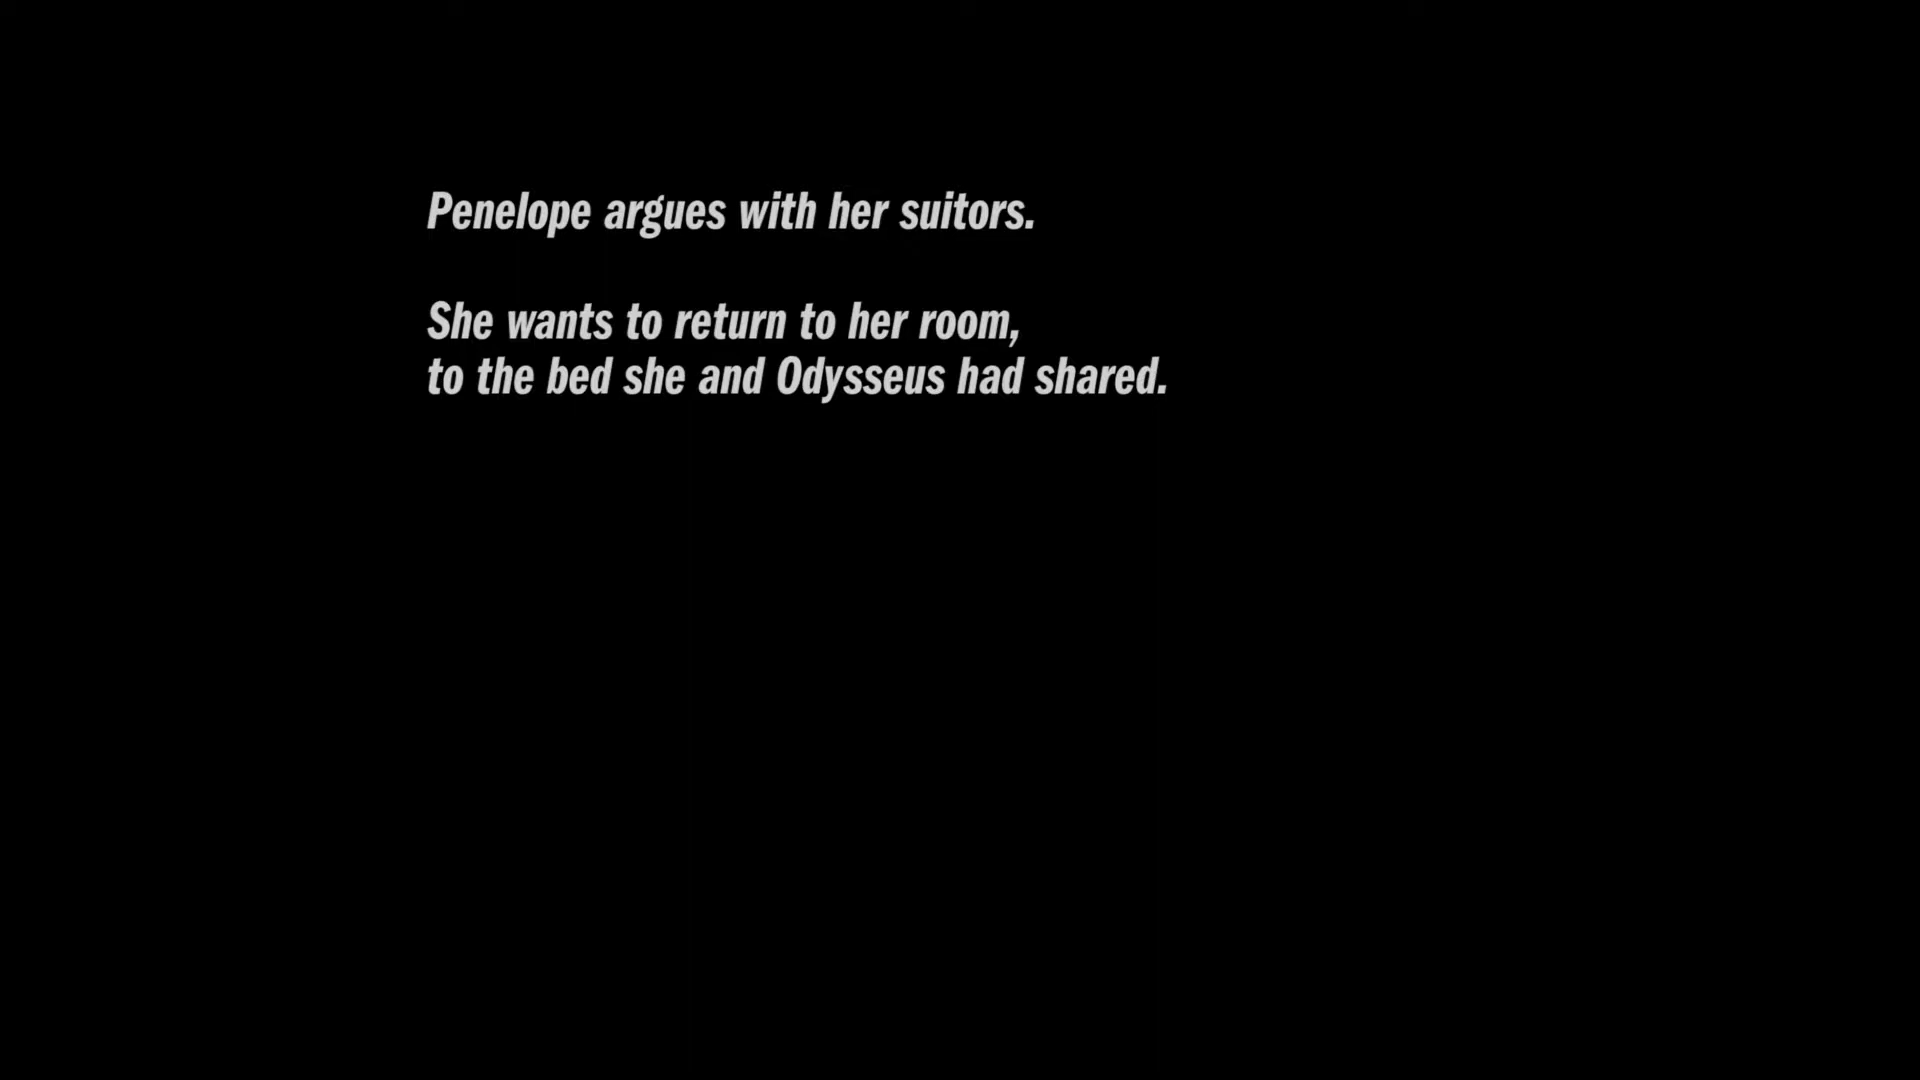 Penelope argues with her suitors.
She wants to return to her room,
to the bed she and Odysseus had shared.